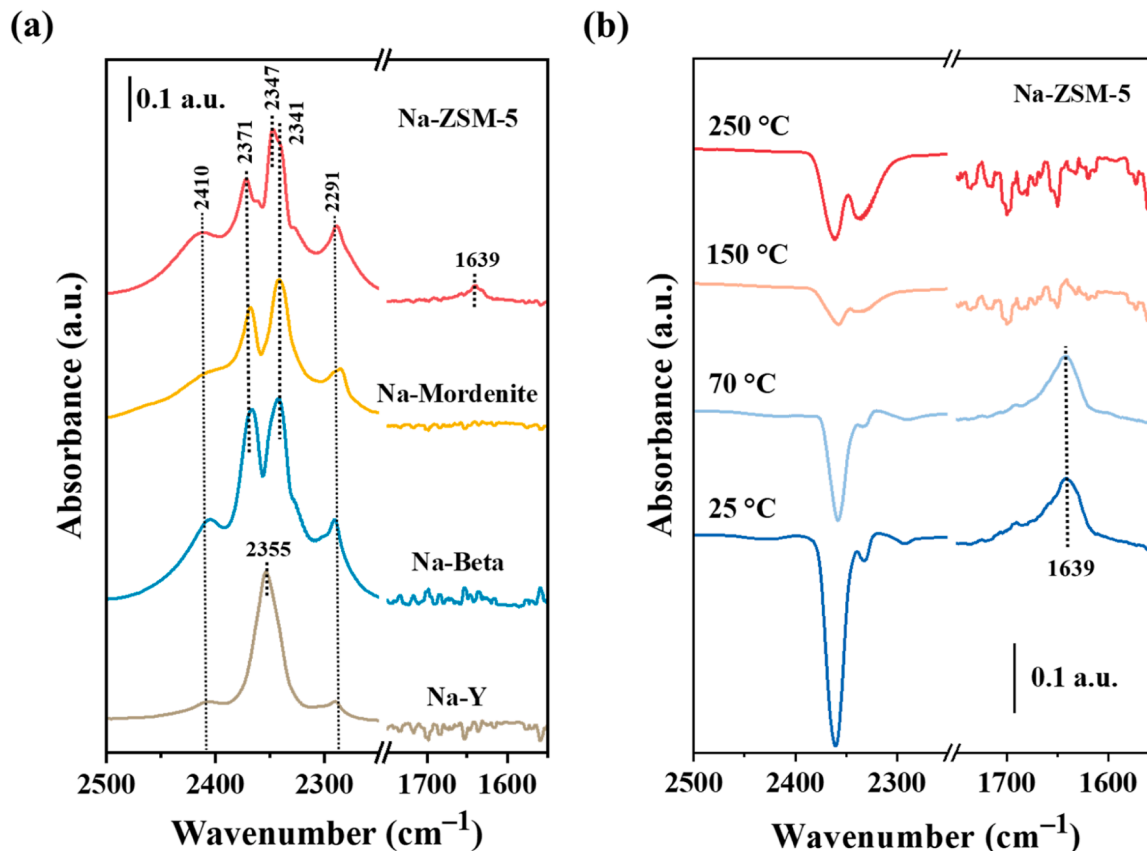 (a)
0.1 a.u.
2410
2371
2347
2341
2291
Na-ZSM-5
1639
Na-Mordenite
Na-Beta
2355
Na-Y
Absorbance (a.u.)
2500 2400 2300 1700 1600
Wavenumber (cm⁻¹)
(b)
Na-ZSM-5
250 °C
150 °C
70 °C
25 °C
1639
0.1 a.u.
Absorbance (a.u.)
2500 2400 2300 1700 1600
Wavenumber (cm⁻¹)